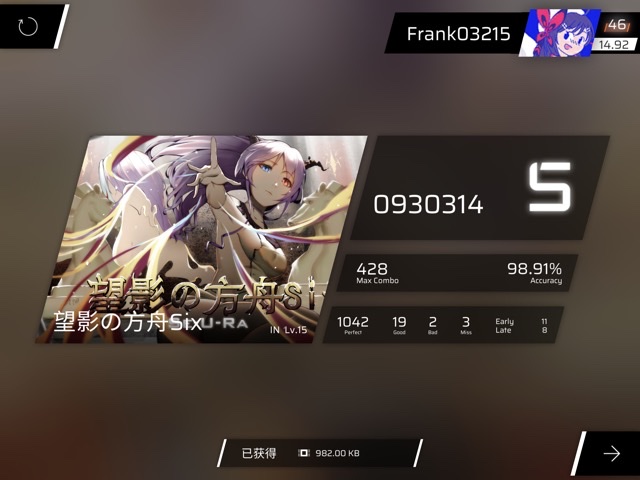 Frank03215
46
14.92
0930314
S
428
Max Combo
98.91%
Accuracy
望影の方舟Si
望影の方舟Six
U-RA
IN Lv.15
1042
Perfect
19
Good
2
Bad
3
Miss
Early 11
Late 8
已获得
982.00 KB